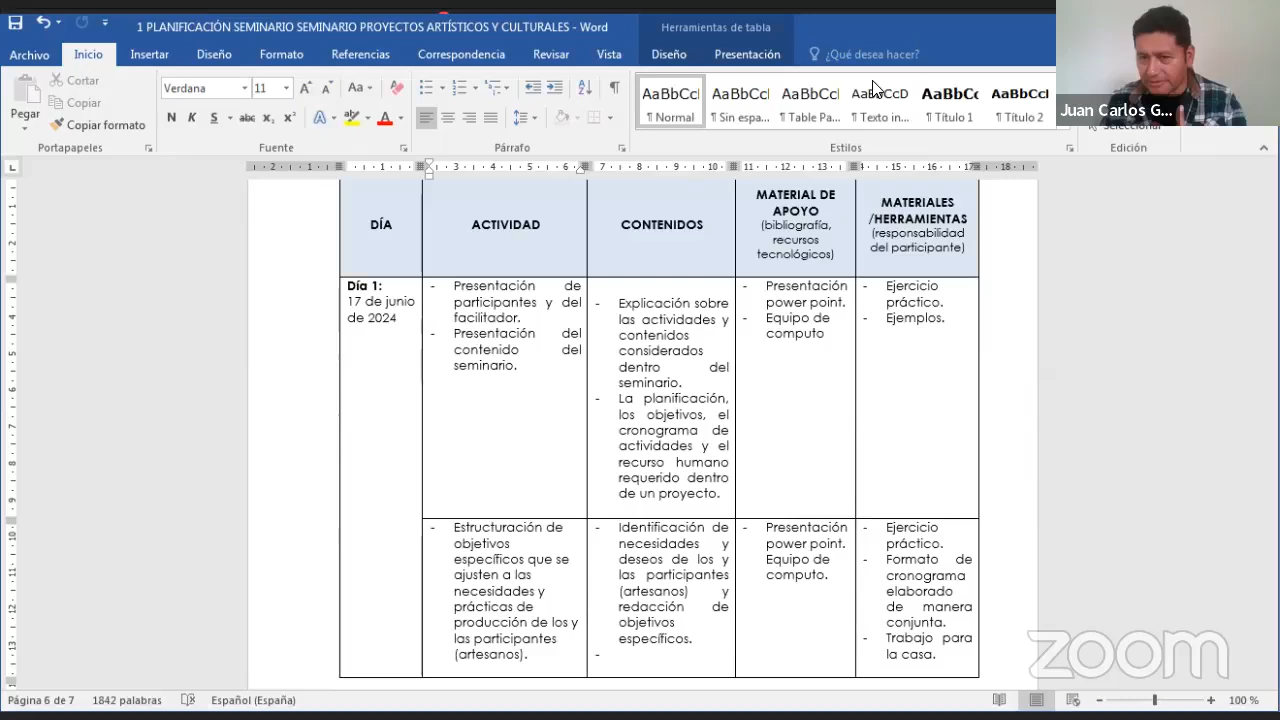 1 PLANIFICACIÓN SEMINARIO SEMINARIO PROYECTOS ARTÍSTICOS Y CULTURALES - Word
Herramientas de tabla
Archivo Inicio Insertar Diseño Formato Referencias Correspondencia Revisar Vista Diseño Presentación ¿Qué desea hacer?
Pegar
Cortar
Copiar
Copiar formato
Portapapeles
Verdana 11
N K S abc x₂ x²
Fuente
Párrafo
AaBbCcI AaBbCcI AaBbCcI AaBbCcD AaBbCc AaBbCcI
¶ Normal ¶ Sin espa... ¶ Table Pa... ¶ Texto in... ¶ Título 1 ¶ Título 2
Estilos
Edición
Juan Carlos G...
DÍA
ACTIVIDAD
CONTENIDOS
MATERIAL DE
APOYO
(bibliografía,
recursos
tecnológicos)
MATERIALES
/HERRAMIENTAS
(responsabilidad
del participante)
Día 1:
17 de junio
de 2024
- Presentación de
participantes y del
facilitador.
- Presentación del
contenido del
seminario.
- Explicación sobre
las actividades y
contenidos
considerados
dentro del
seminario.
- La planificación,
los objetivos, el
cronograma de
actividades y el
recurso humano
requerido dentro
de un proyecto.
- Presentación
power point.
- Equipo de
computo
- Ejercicio
práctico.
- Ejemplos.
- Estructuración de
objetivos
específicos que se
ajusten a las
necesidades y
prácticas de
producción de los y
las participantes
(artesanos).
- Identificación de
necesidades y
deseos de los y
las participantes
(artesanos) y
redacción de
objetivos
específicos.
-
- Presentación
power point.
Equipo de
computo.
- Ejercicio
práctico.
- Formato de
cronograma
elaborado
de manera
conjunta.
- Trabajo para
la casa.
zoom
Página 6 de 7 1842 palabras Español (España) 100 %